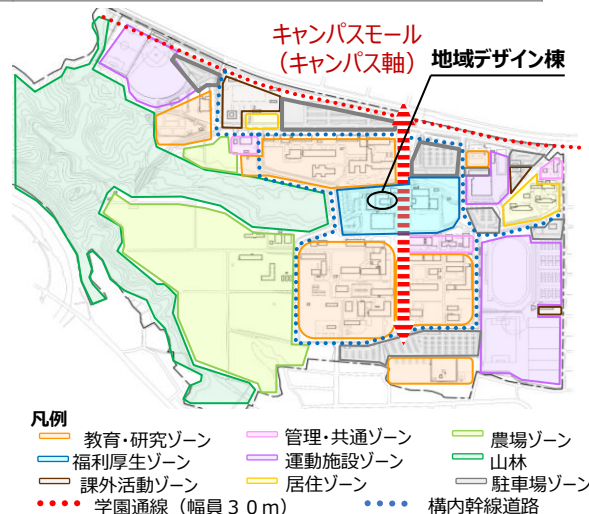 キャンパスモール
（キャンパス軸）
地域デザイン棟
凡例
教育・研究ゾーン
管理・共通ゾーン
農場ゾーン
福利厚生ゾーン
運動施設ゾーン
山林
課外活動ゾーン
居住ゾーン
駐車場ゾーン
学園通線（幅員３０ｍ）
構内幹線道路